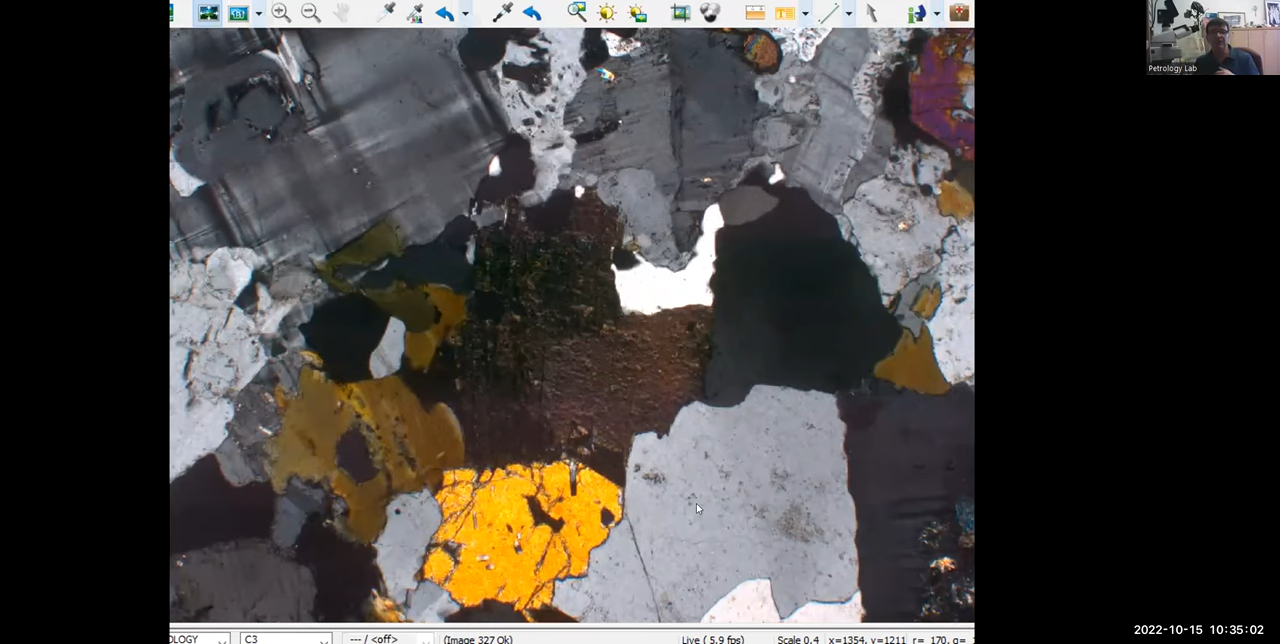 Petrology Lab
OLOGY C3 --- / <off> (Image 327 Ok) Live ( 5.9 fps) Scale 0.4 x=1354, y=1211 r= 170, g=
2022-10-15 10:35:02